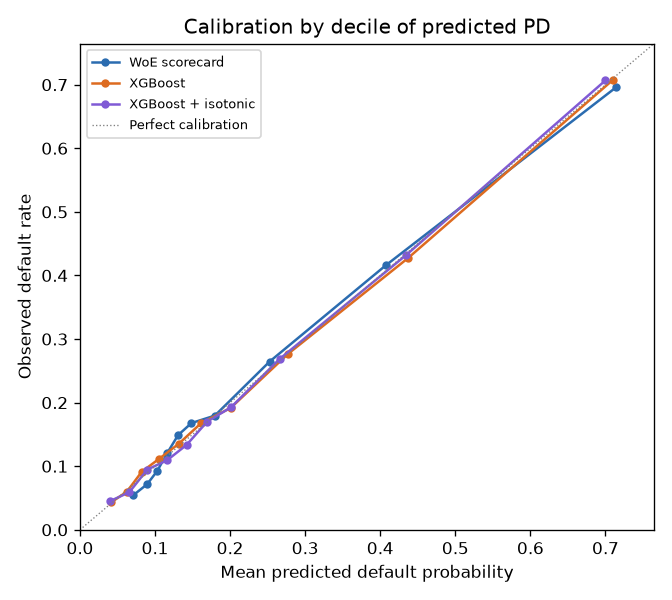 Calibration by decile of predicted PD
WoE scorecard
XGBoost
XGBoost + isotonic
Perfect calibration
Observed default rate
0.7
0.6
0.5
0.4
0.3
0.2
0.1
0.0
0.0 0.1 0.2 0.3 0.4 0.5 0.6 0.7
Mean predicted default probability